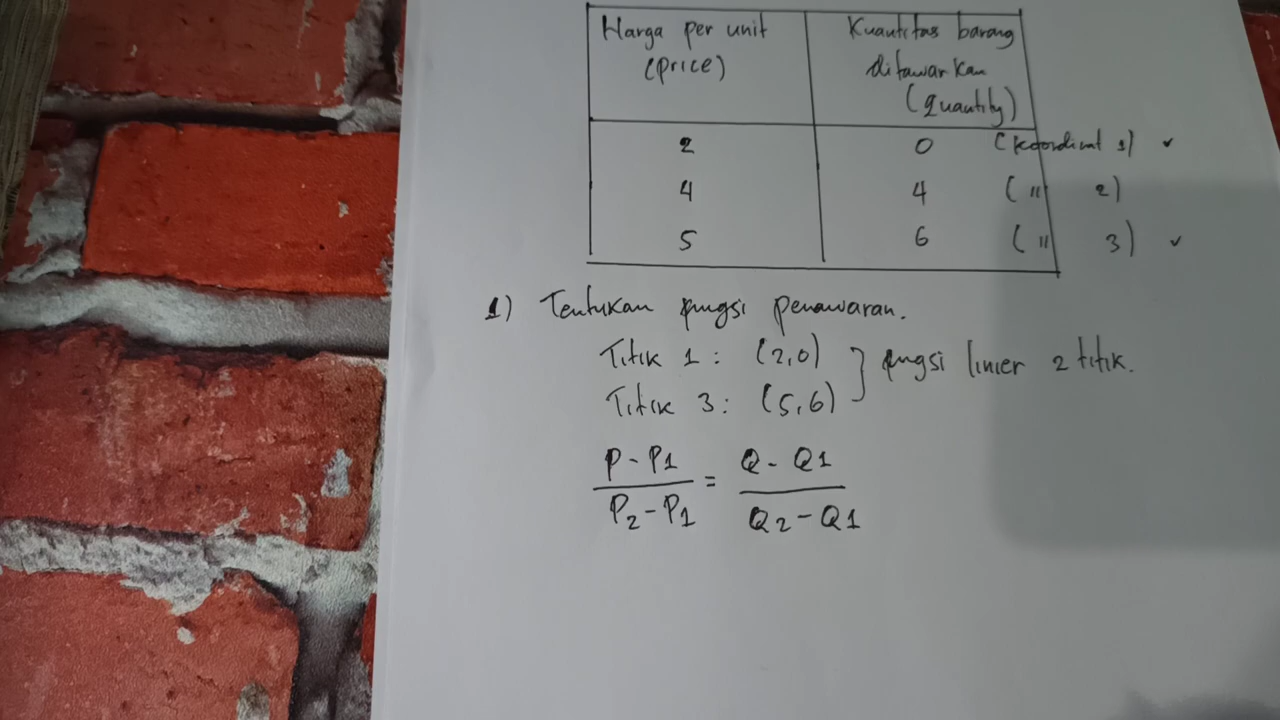 Harga per unit
(price)
Kuantitas barang
ditawarkan
(quantity)
2 0 (koordinat 1) ✓
4 4 ( " 2)
5 6 ( " 3) ✓
1) Tentukan fungsi penawaran.
Titik 1 : (2,0) } fungsi linier 2 titik.
Titik 3 : (5,6)
P - P1 / P2 - P1 = Q - Q1 / Q2 - Q1